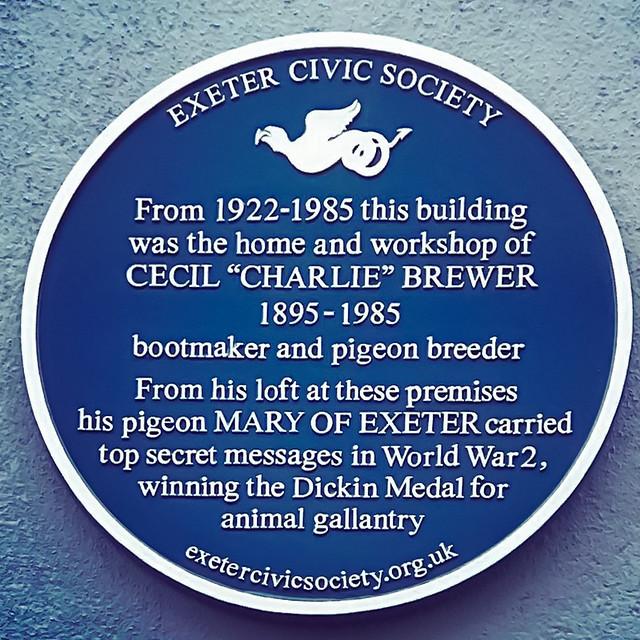 EXETER CIVIC SOCIETY
From 1922-1985 this building
was the home and workshop of
CECIL “CHARLIE” BREWER
1895-1985
bootmaker and pigeon breeder
From his loft at these premises
his pigeon MARY OF EXETER carried
top secret messages in World War 2,
winning the Dickin Medal for
animal gallantry
exetercivicsociety.org.uk